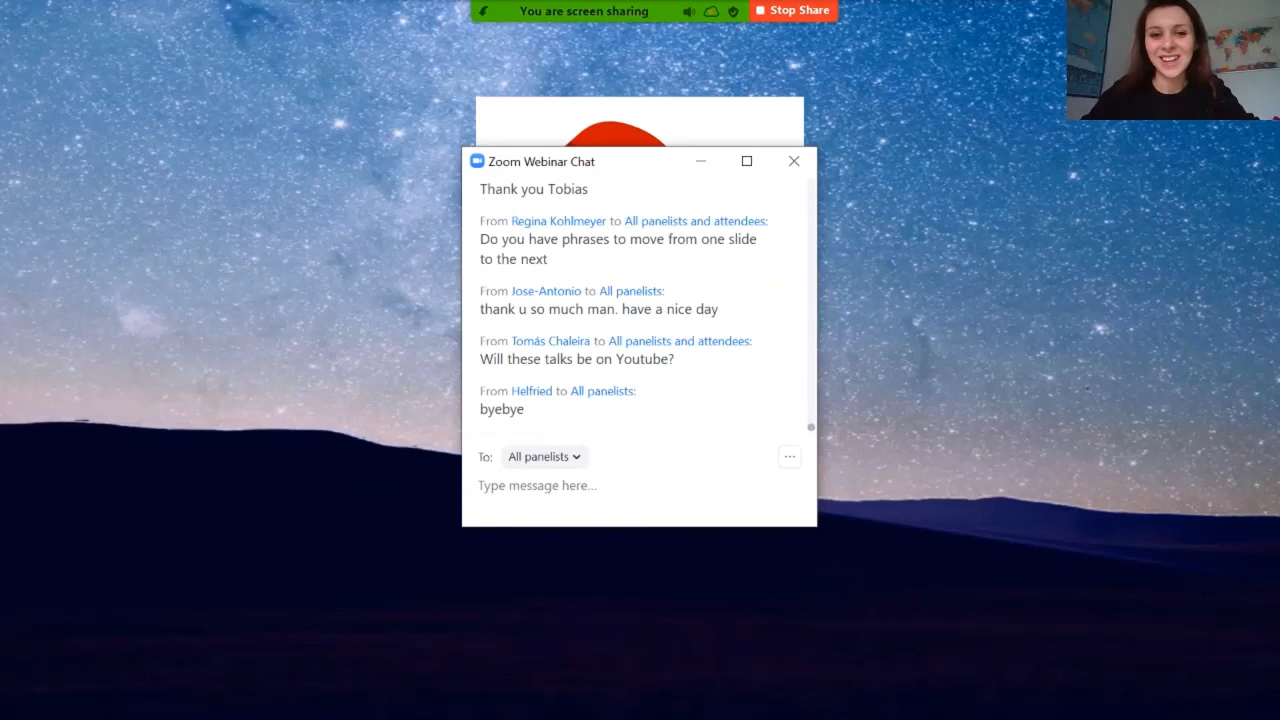 You are screen sharing
Stop Share
Zoom Webinar Chat
Thank you Tobias
From Regina Kohlmeyer to All panelists and attendees:
Do you have phrases to move from one slide
to the next
From Jose-Antonio to All panelists:
thank u so much man. have a nice day
From Tomás Chaleira to All panelists and attendees:
Will these talks be on Youtube?
From Helfried to All panelists:
byebye
To: All panelists
Type message here...